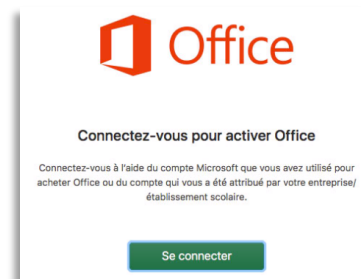 Office
Connectez-vous pour activer Office
Connectez-vous à l'aide du compte Microsoft que vous avez utilisé pour
acheter Office ou du compte qui vous a été attribué par votre entreprise/
établissement scolaire.
Se connecter